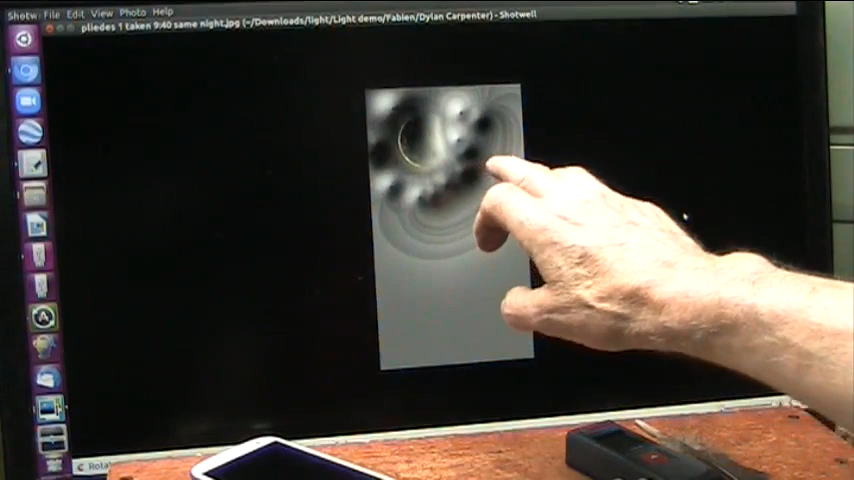 Shotw File Edit View Photo Help
pliedes 1 taken 9:40 same night.jpg (~/Downloads/light/Light demo/Fabien/Dylan Carpenter) - Shotwell
Rota